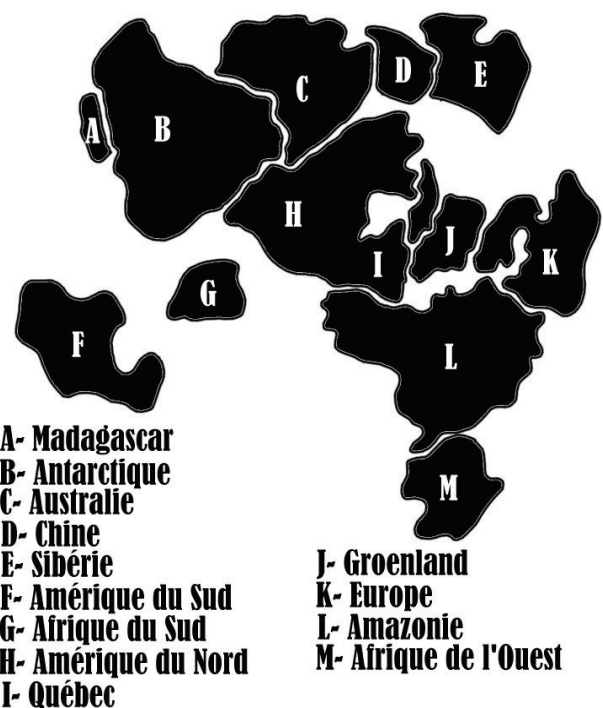 C
D
E
A
B
H
J
K
I
G
F
L
M
A- Madagascar
B- Antarctique
C- Australie
D- Chine
E- Sibérie
F- Amérique du Sud
G- Afrique du Sud
H- Amérique du Nord
I- Québec
J- Groenland
K- Europe
L- Amazonie
M- Afrique de l'Ouest